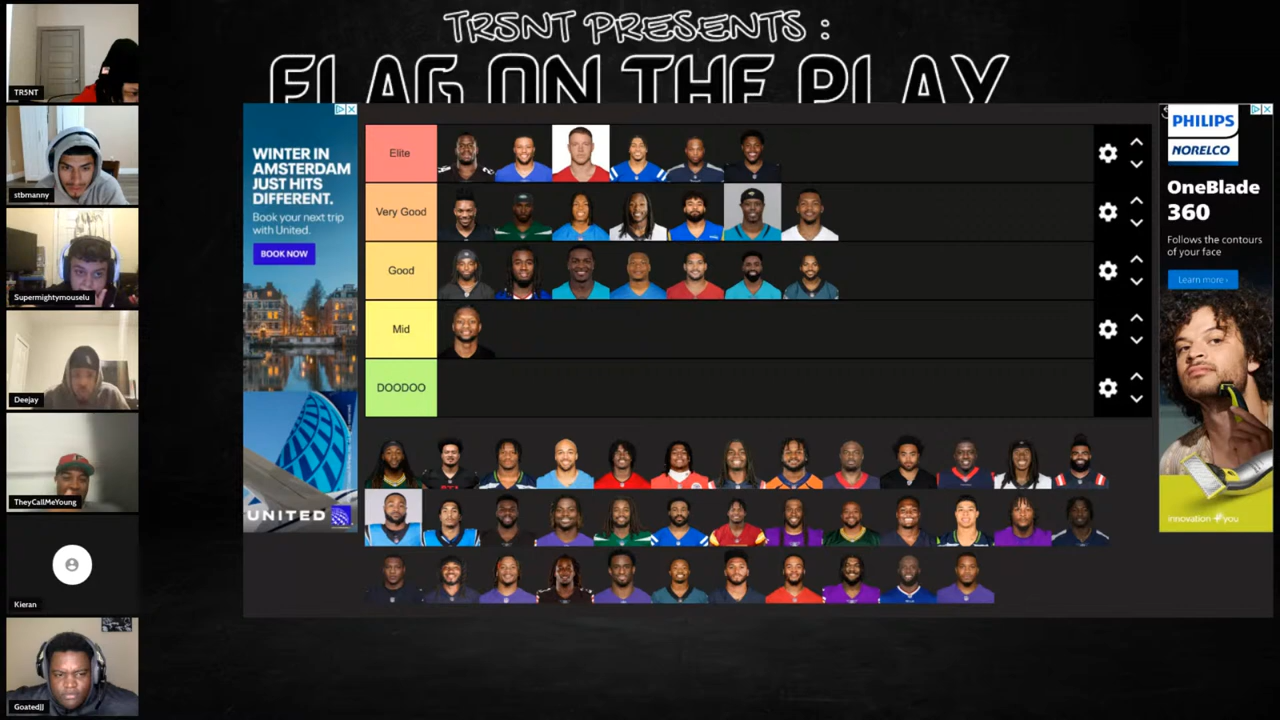 TR5NT PRESENTS :
FLAG ON THE PLAY
TR5NT
stbmanny
Supermightymouselu
Deejay
TheyCallMeYoung
Kieran
GoatedJJ
WINTER IN
AMSTERDAM
JUST HITS
DIFFERENT.
Book your next trip
with United.
BOOK NOW
UNITED
Elite
Very Good
Good
Mid
DOODOO
PHILIPS
NORELCO
OneBlade
360
Follows the contours
of your face
Learn more ›
innovation + you